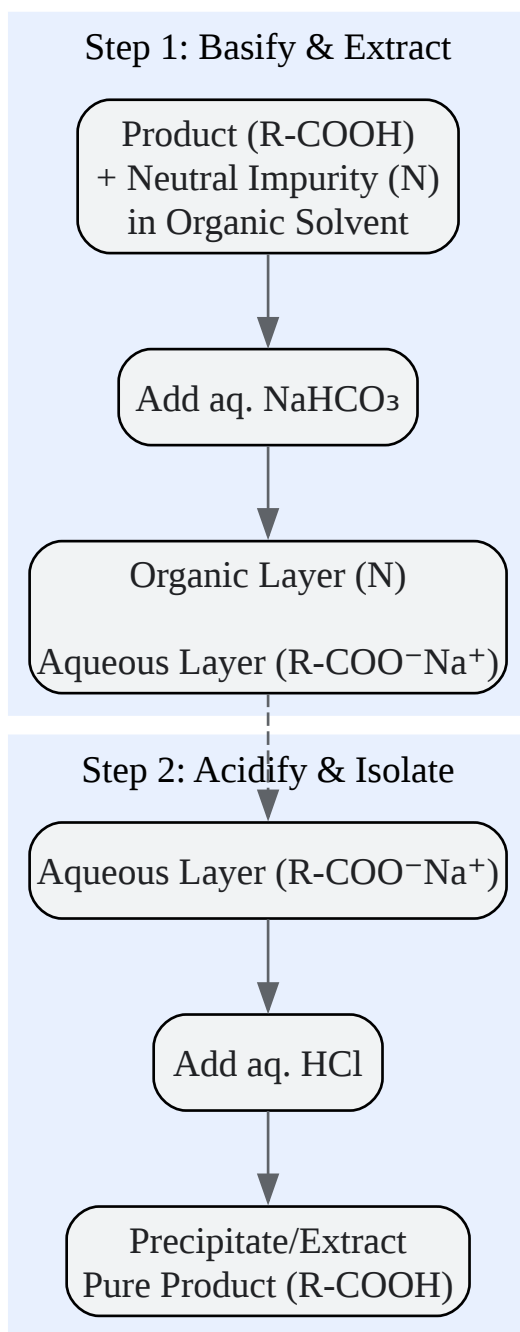 Step 1: Basify & Extract
Product (R-COOH)
+ Neutral Impurity (N)
in Organic Solvent
Add aq. NaHCO₃
Organic Layer (N)
Aqueous Layer (R-COO⁻Na⁺)
Step 2: Acidify & Isolate
Aqueous Layer (R-COO⁻Na⁺)
Add aq. HCl
Precipitate/Extract
Pure Product (R-COOH)